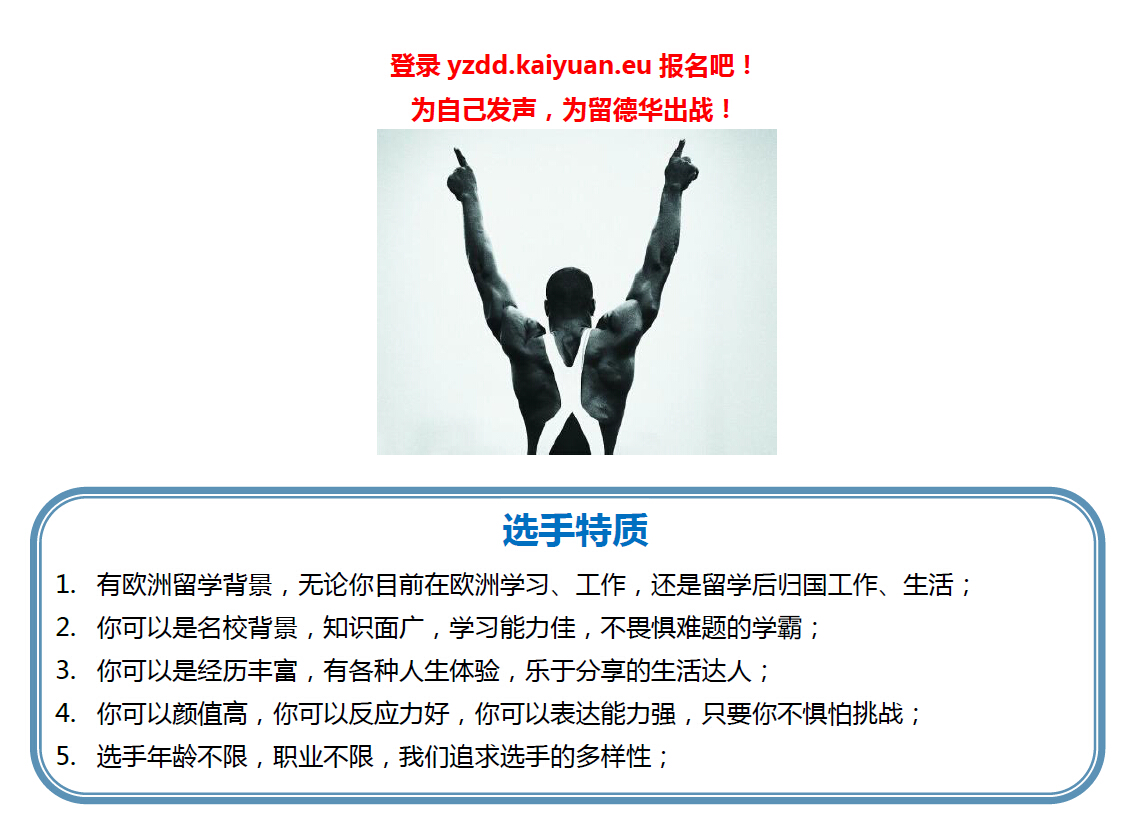 登录 yzdd.kaiyuan.eu 报名吧！
为自己发声，为留德华出战！
选手特质
1. 有欧洲留学背景，无论你目前在欧洲学习、工作，还是留学后归国工作、生活；
2. 你可以是名校背景，知识面广，学习能力佳，不畏惧难题的学霸；
3. 你可以是经历丰富，有各种人生体验，乐于分享的生活达人；
4. 你可以颜值高，你可以反应力好，你可以表达能力强，只要你不惧怕挑战；
5. 选手年龄不限，职业不限，我们追求选手的多样性；